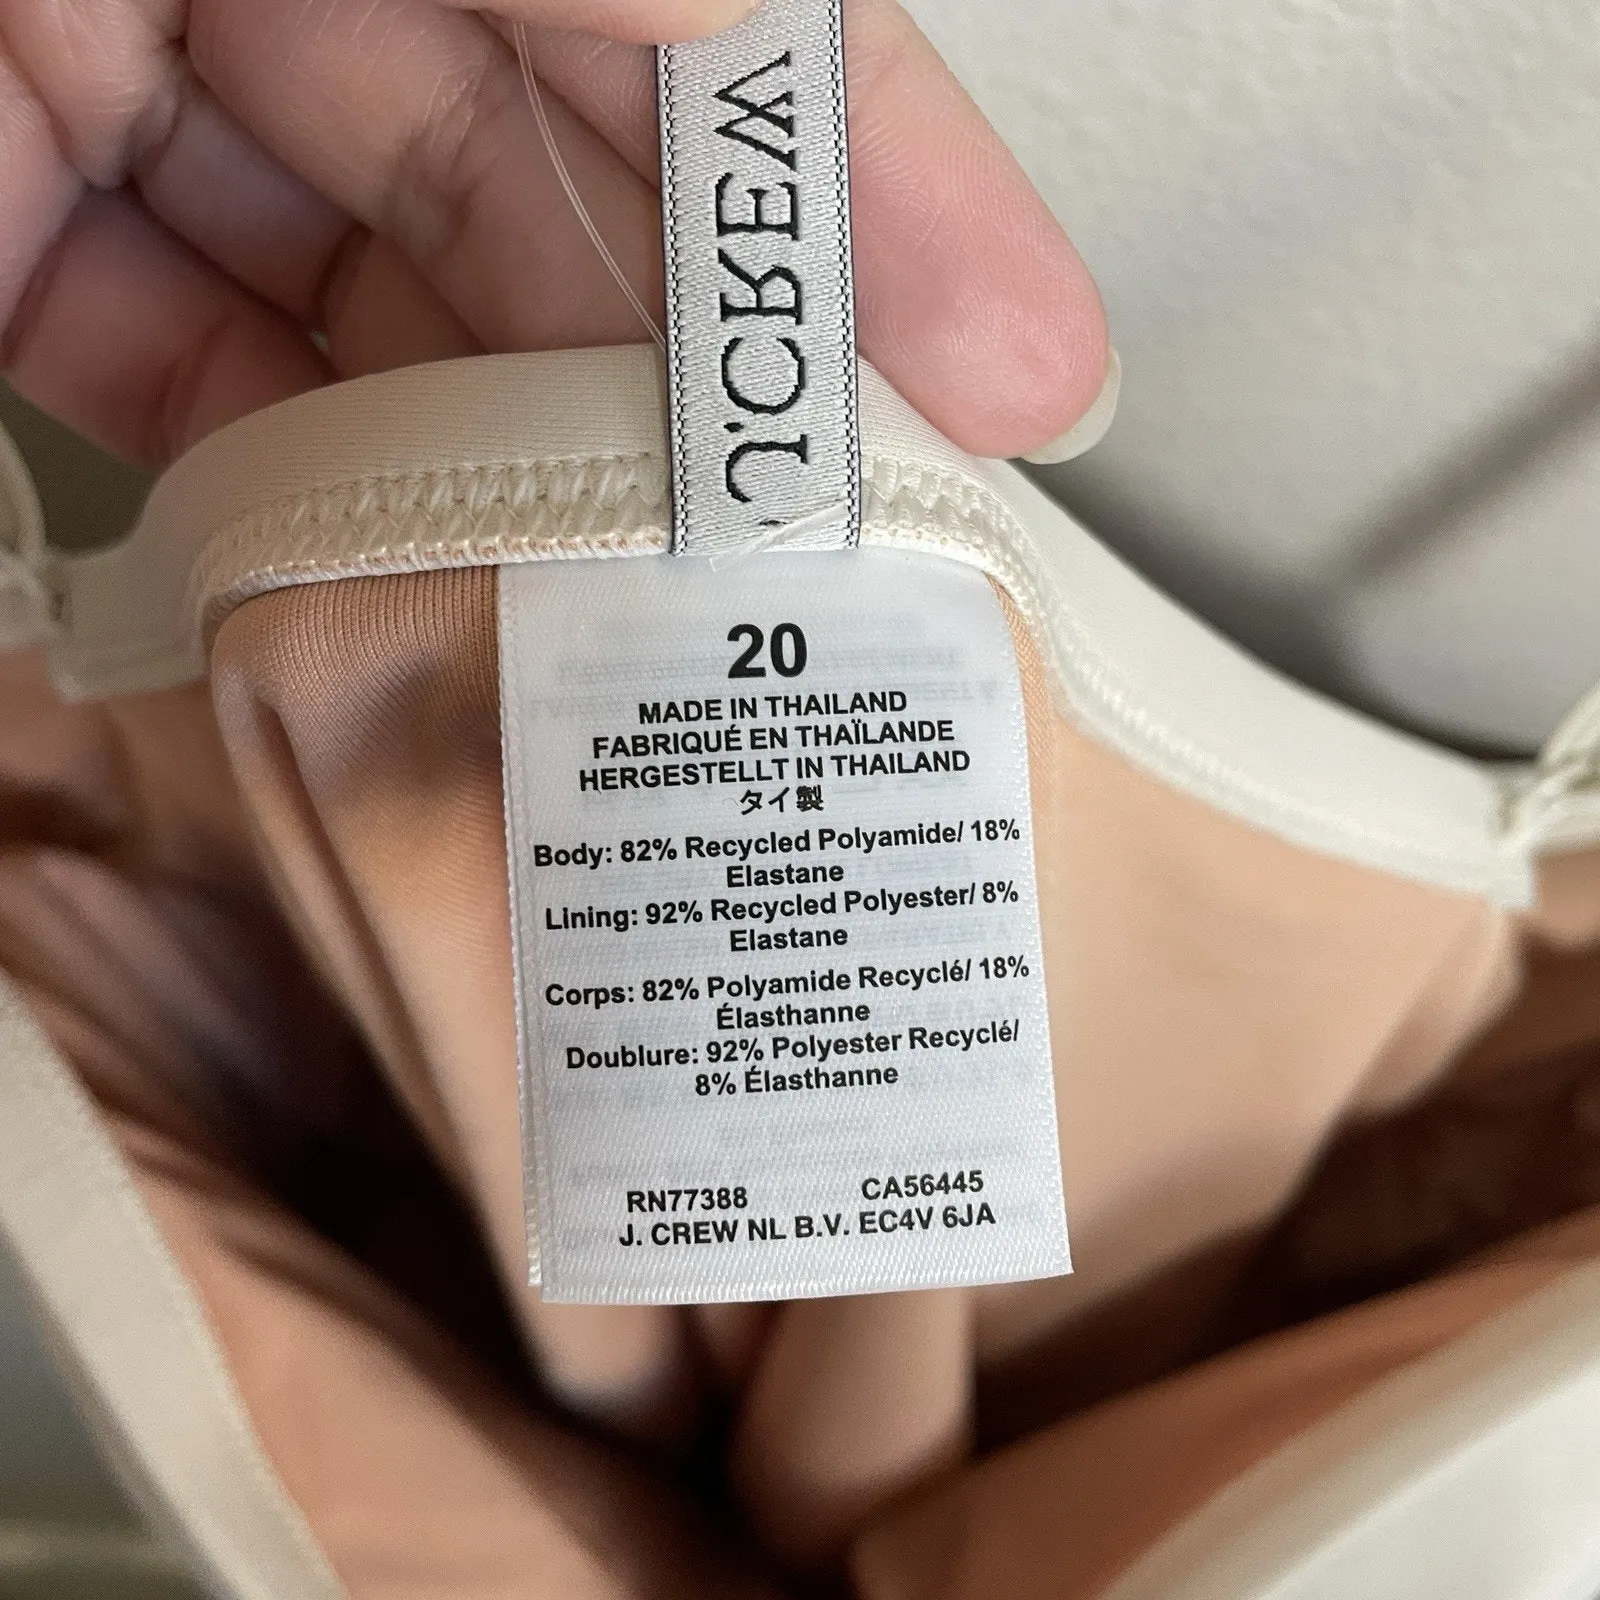 J.CREW
20
MADE IN THAILAND
FABRIQUÉ EN THAÏLANDE
HERGESTELLT IN THAILAND
タイ製
Body: 82% Recycled Polyamide/ 18%
Elastane
Lining: 92% Recycled Polyester/ 8%
Elastane
Corps: 82% Polyamide Recyclé/ 18%
Élasthanne
Doublure: 92% Polyester Recyclé/
8% Élasthanne
RN77388 CA56445
J. CREW NL B.V. EC4V 6JA